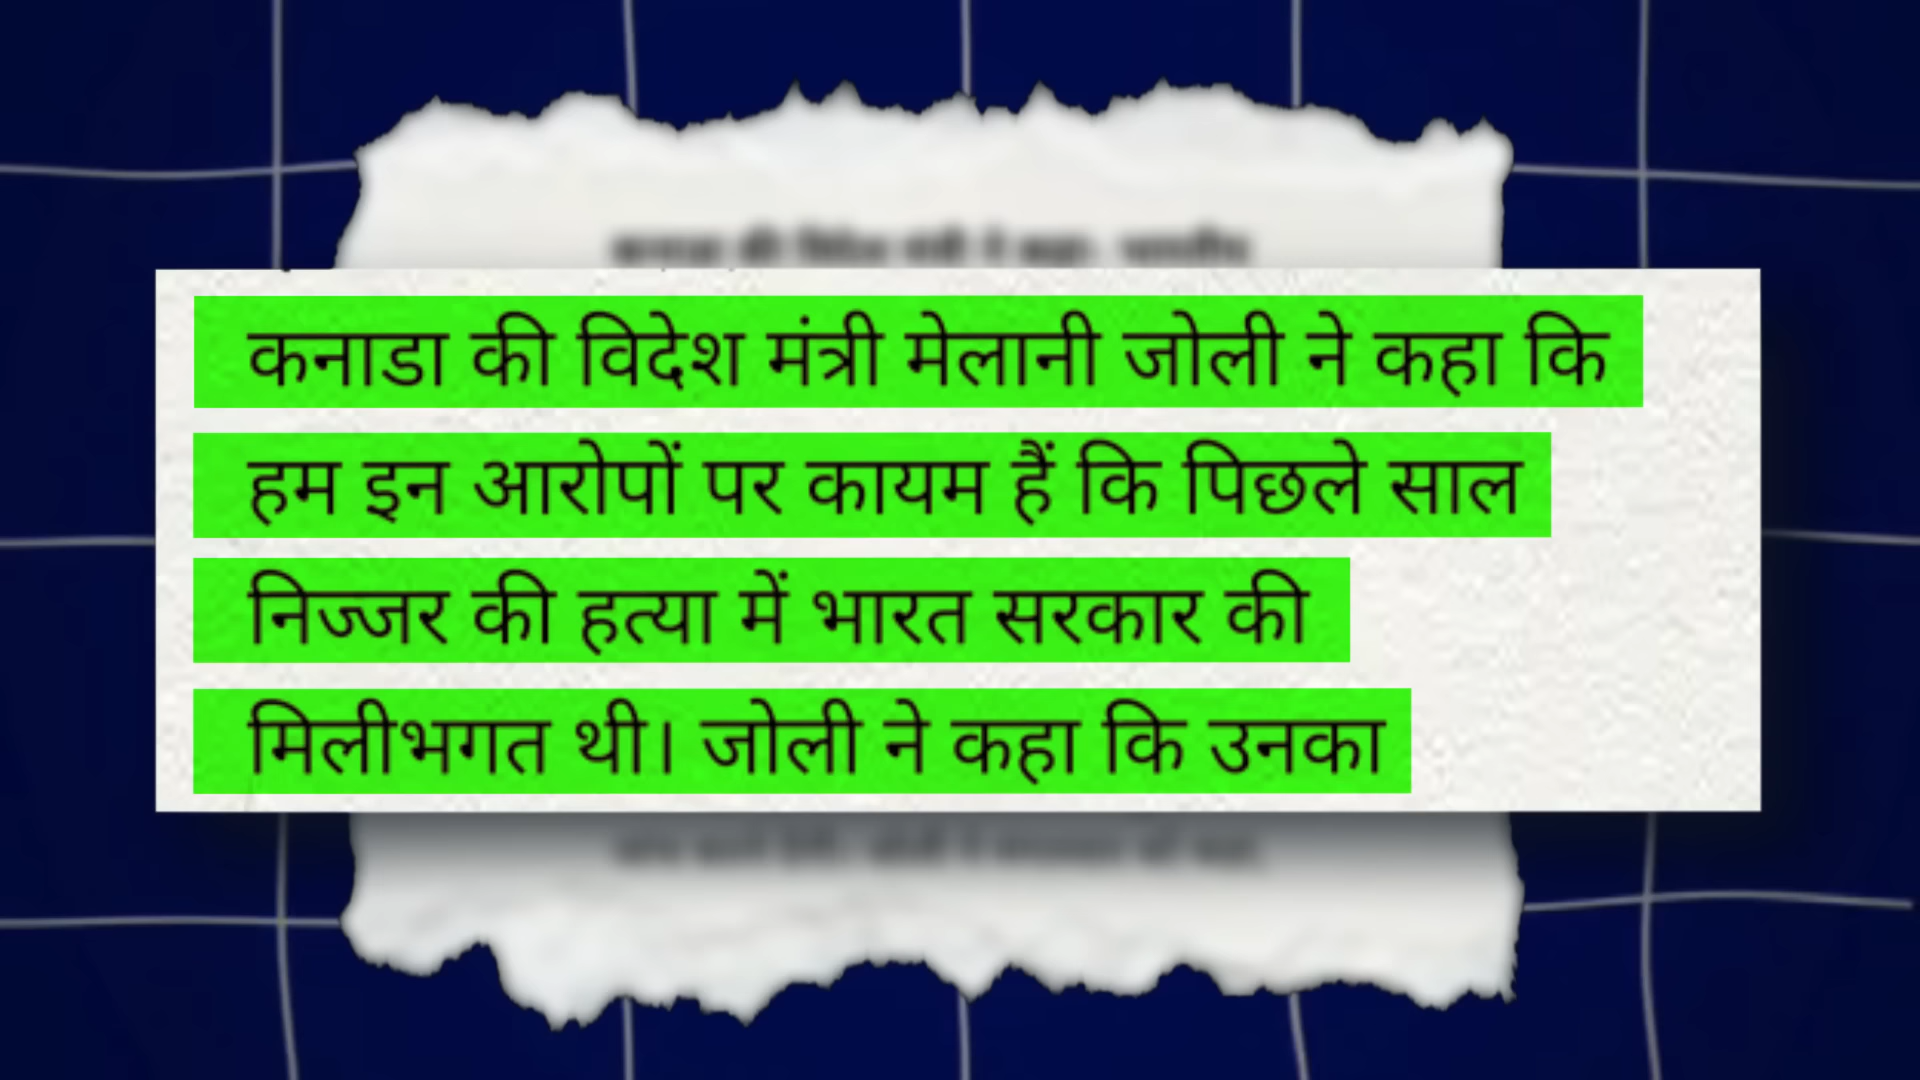 कनाडा की विदेश मंत्री मेलानी जोली ने कहा कि
हम इन आरोपों पर कायम हैं कि पिछले साल
निज्जर की हत्या में भारत सरकार की
मिलीभगत थी। जोली ने कहा कि उनका